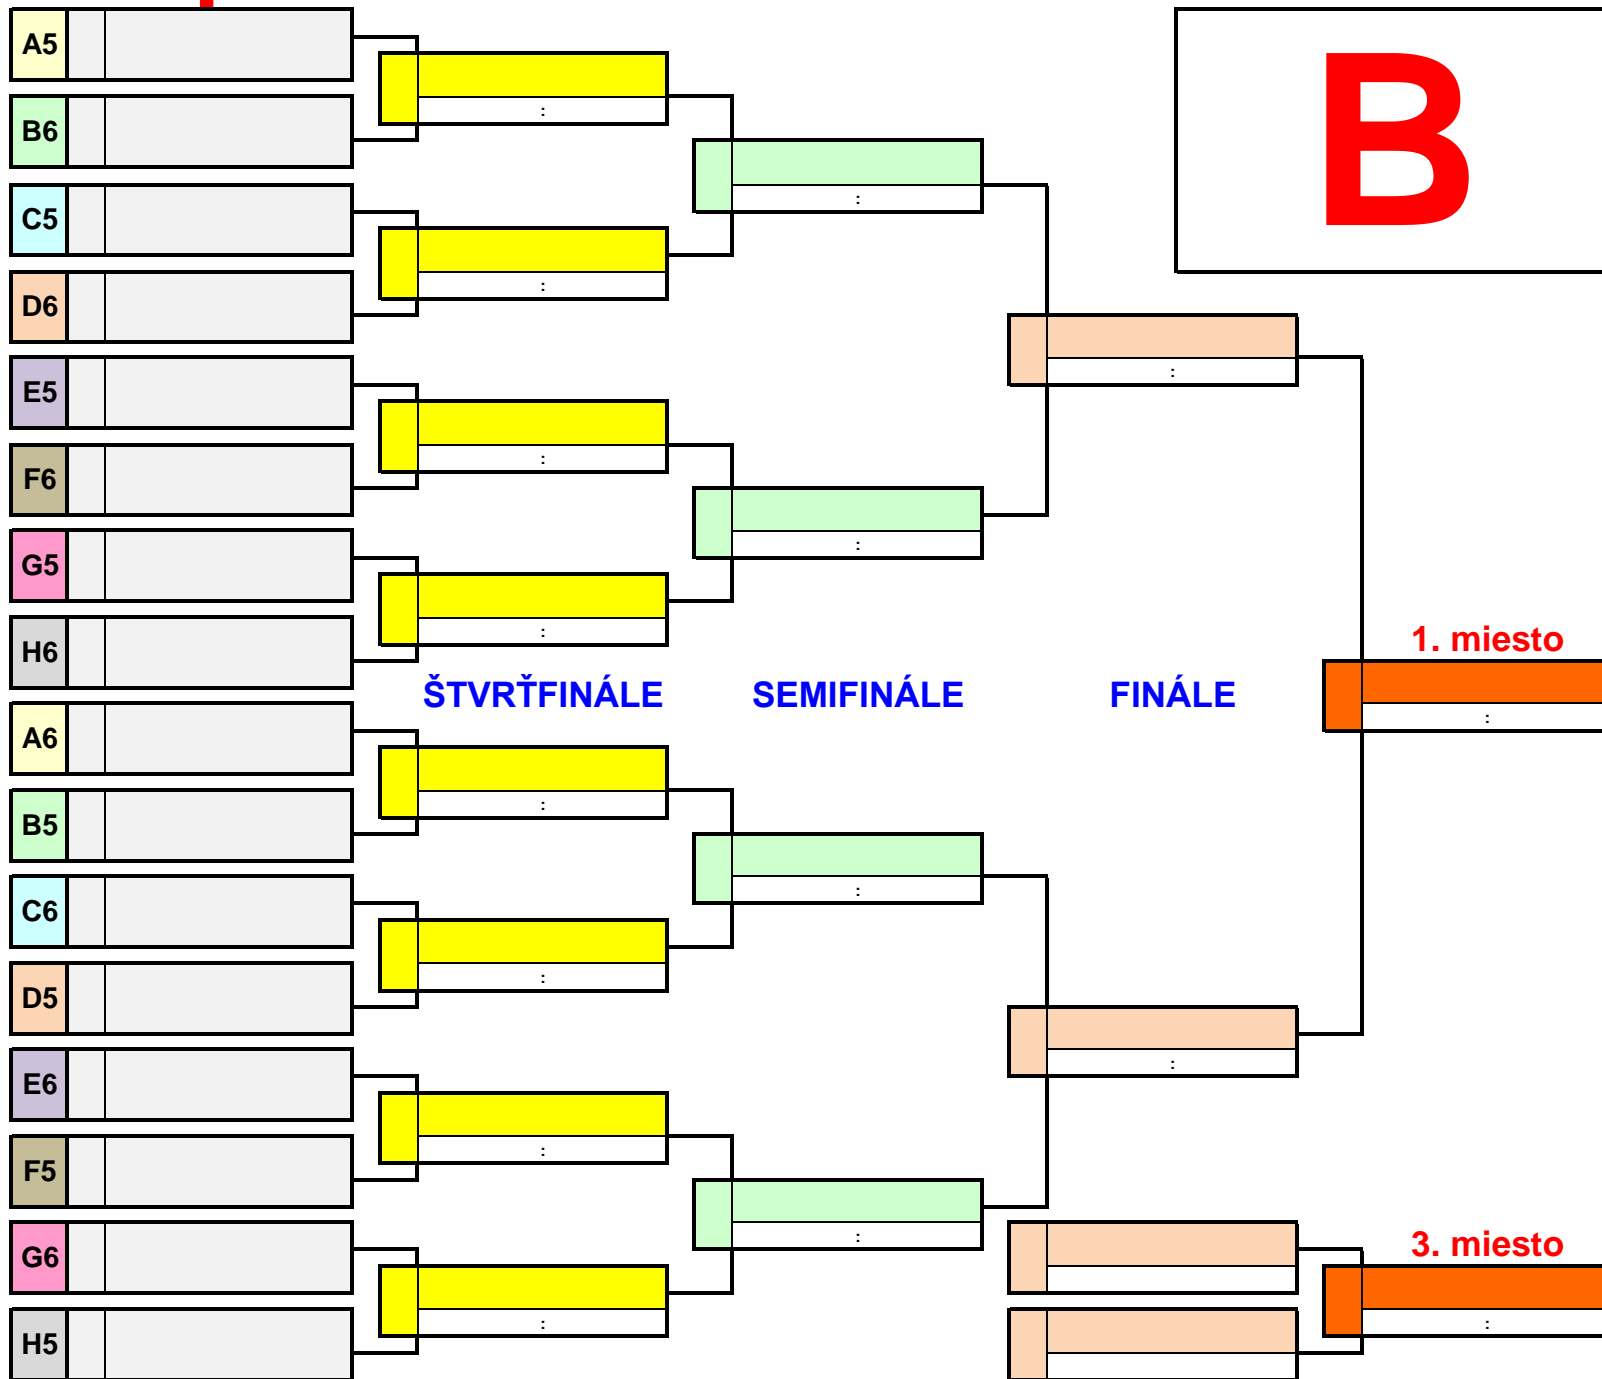 A5
B
:
B6
C5
:
:
D6
:
E5
:
F6
:
G5
:
H6
1. miesto
ŠTVRŤFINÁLE SEMIFINÁLE FINÁLE
:
A6
:
B5
C6
:
:
D5
:
E6
:
F5
:
G6
3. miesto
:
:
H5